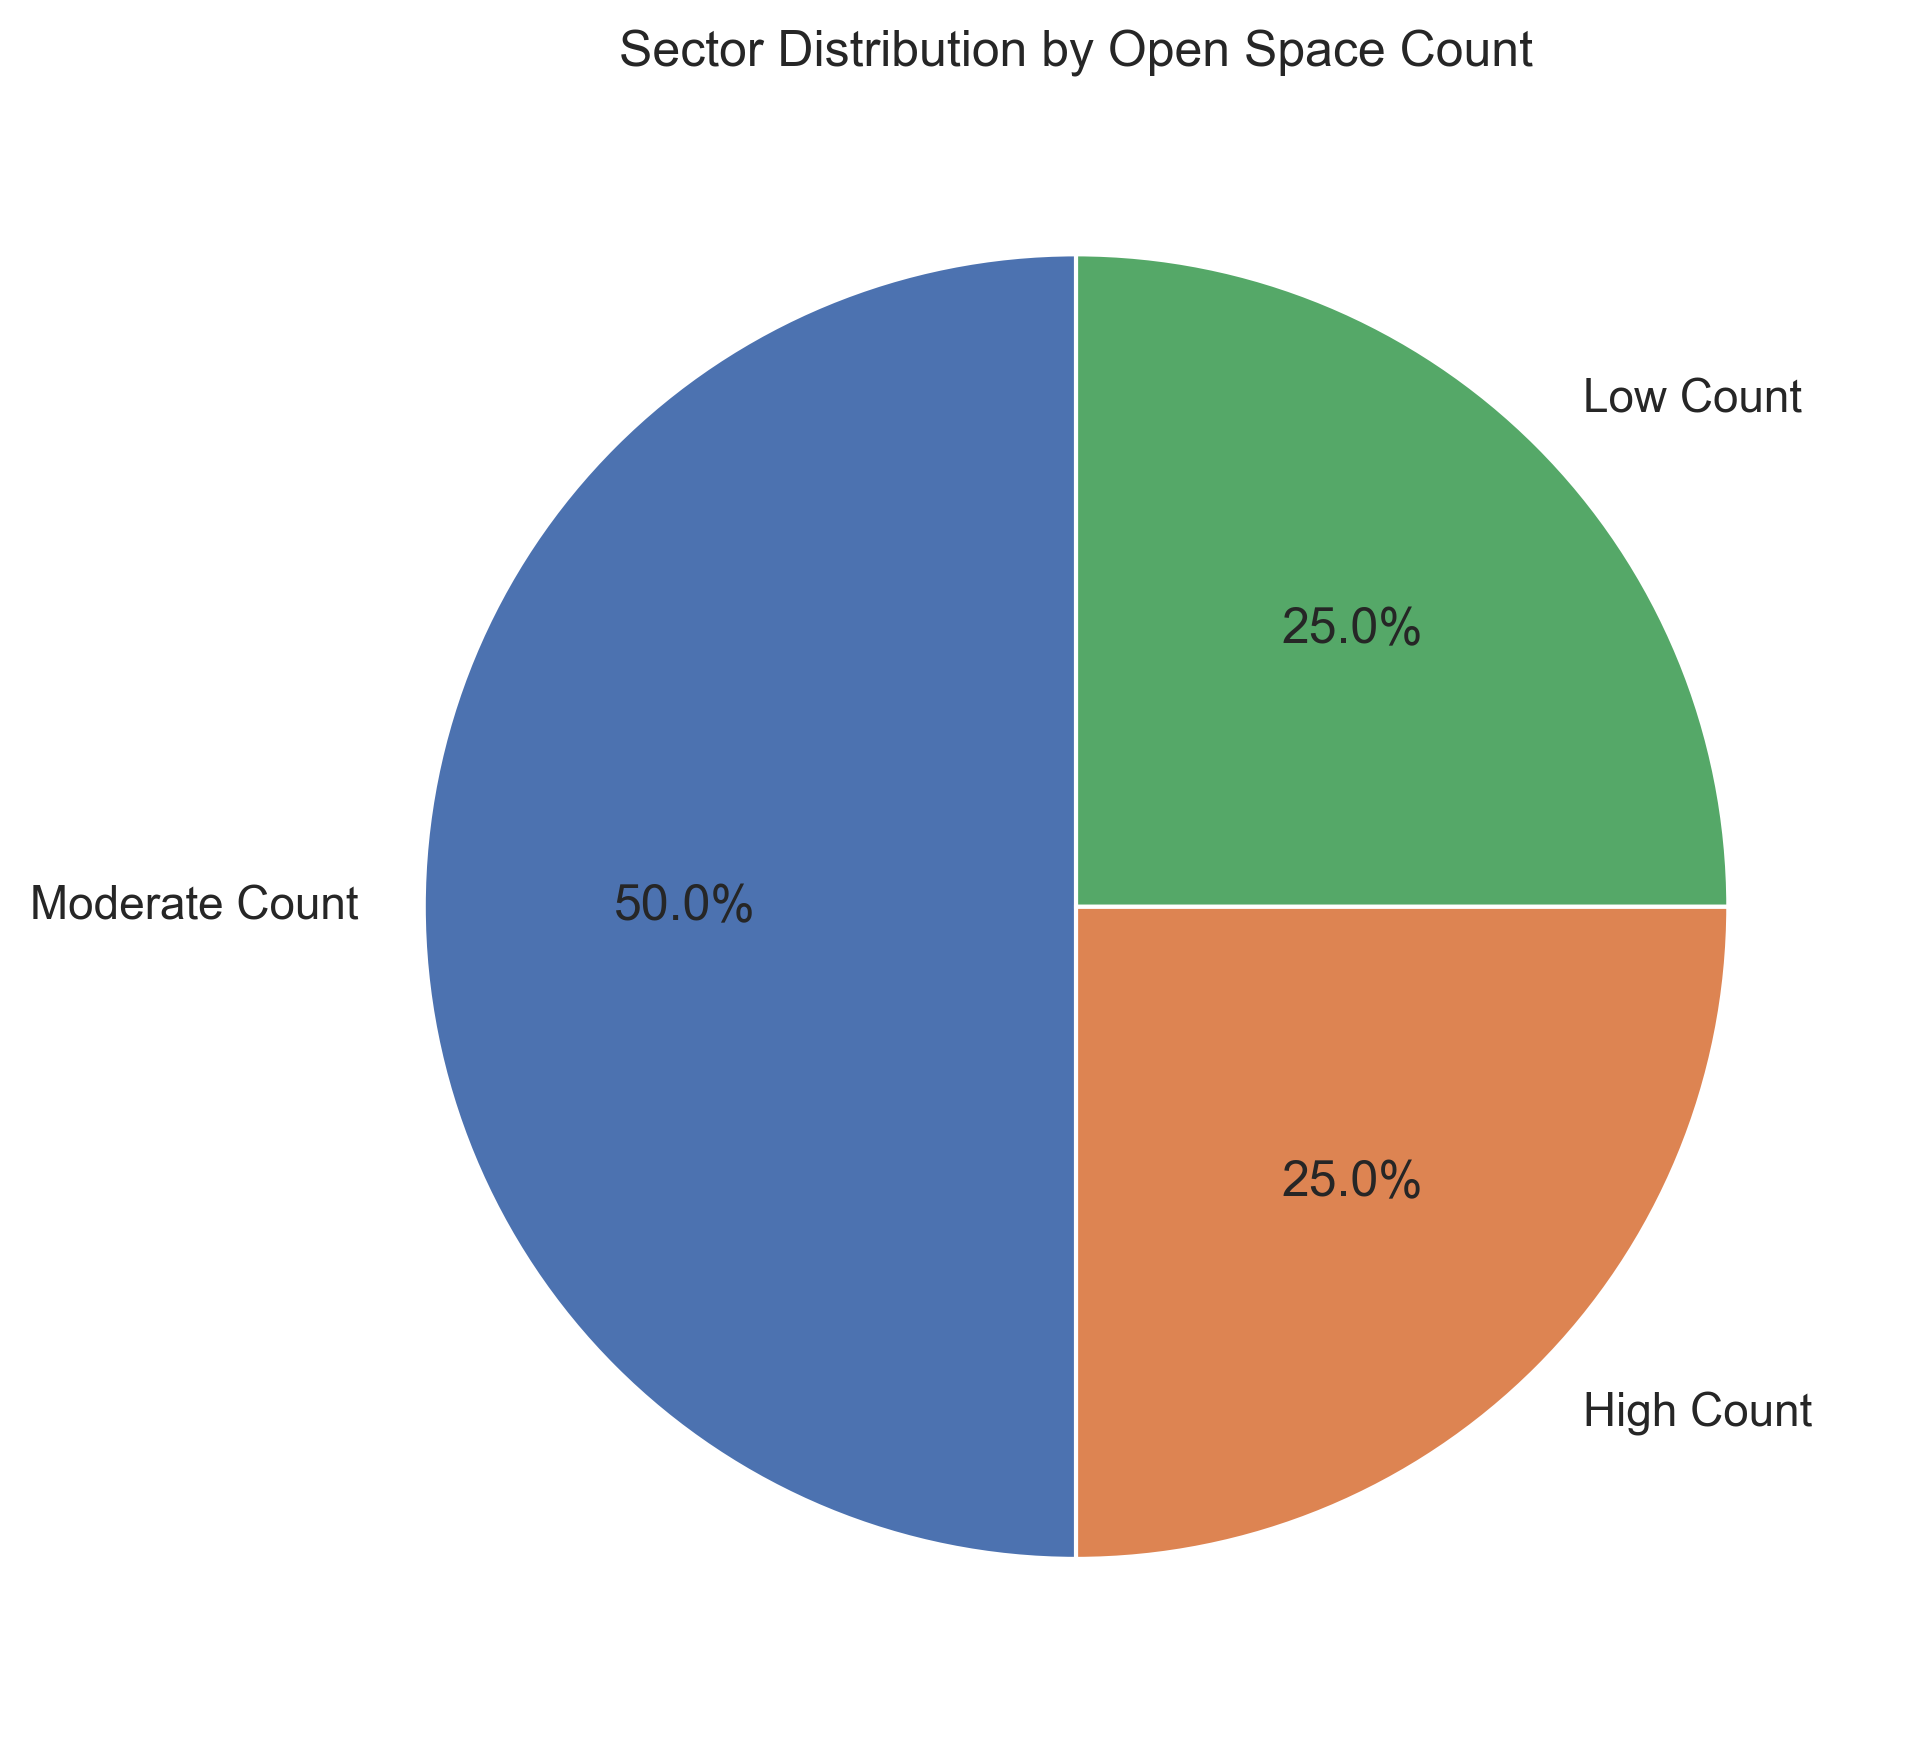 Sector Distribution by Open Space Count
Low Count
25.0%
Moderate Count
50.0%
25.0%
High Count